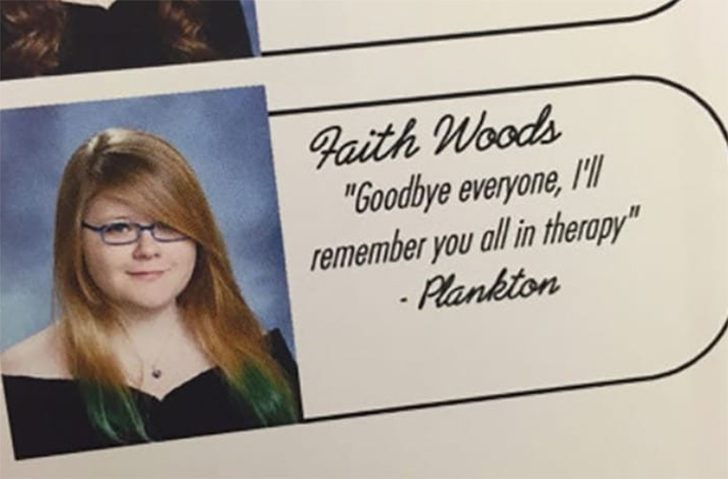 Faith Woods
"Goodbye everyone, I'll
remember you all in therapy"
- Plankton